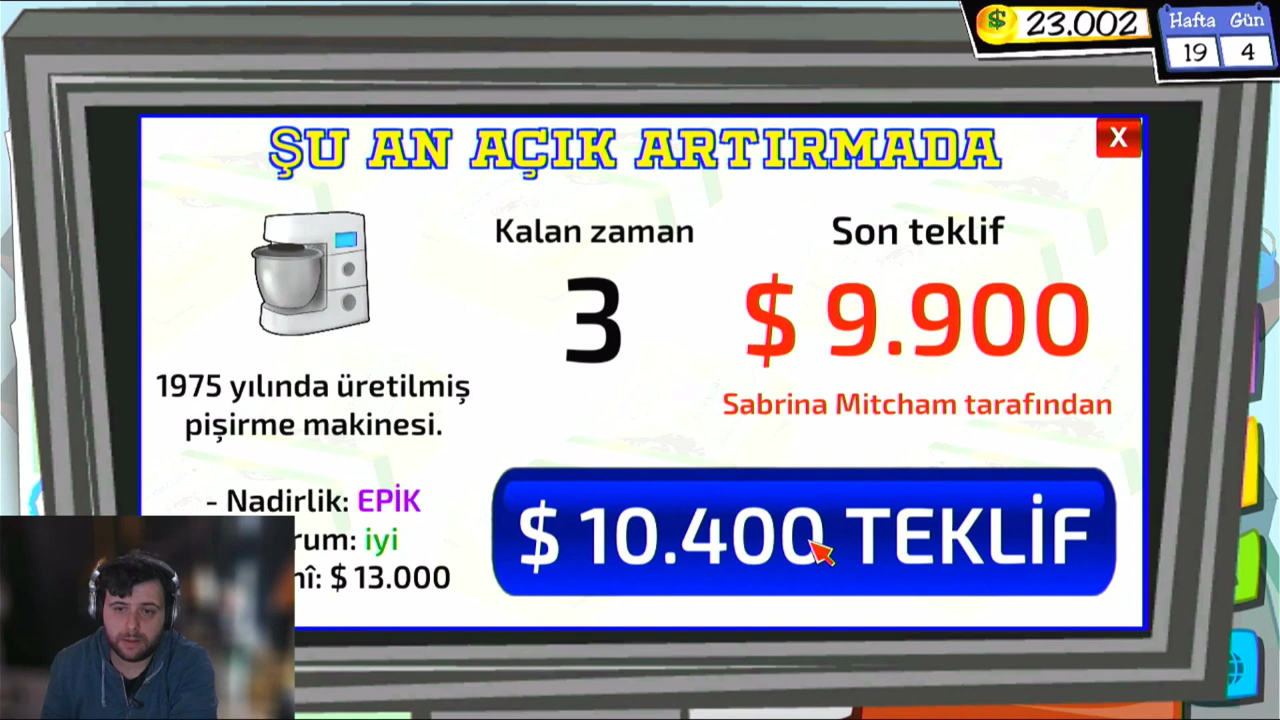 23.002
Hafta Gün
19 4
ŞU AN AÇIK ARTIRMADA
X
Kalan zaman
3
Son teklif
$ 9.900
Sabrina Mitcham tarafından
1975 yılında üretilmiş
pişirme makinesi.
- Nadirlik: EPİK
rum: iyi
nî: $ 13.000
$ 10.400 TEKLİF